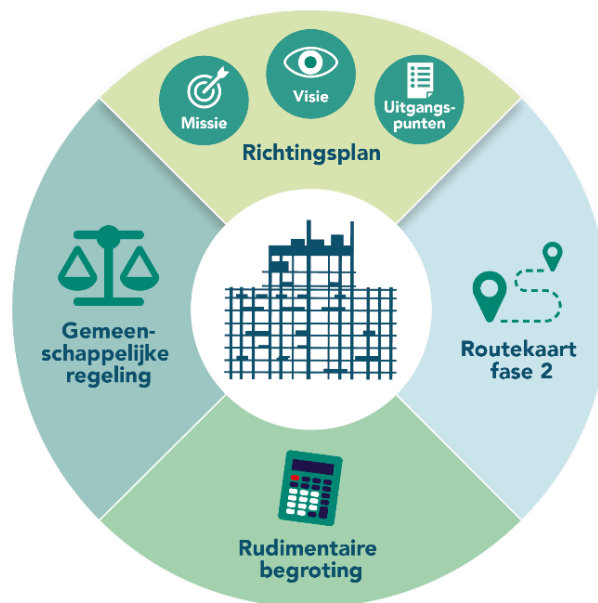 Missie
Visie
Uitgangs-
punten
Richtingsplan
Gemeen-
schappelijke
regeling
Routekaart
fase 2
Rudimentaire
begroting